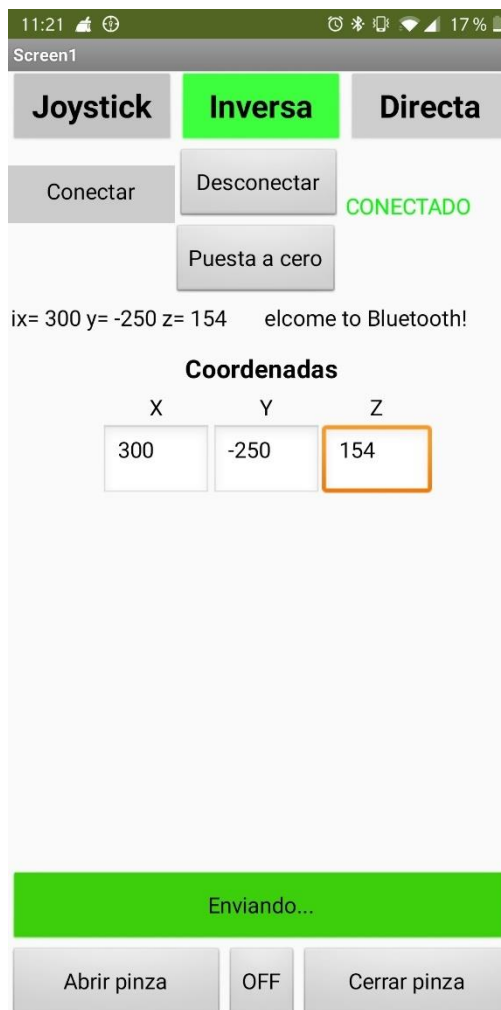 11:21 17%
Screen1
Joystick Inversa Directa
Conectar Desconectar CONECTADO
Puesta a cero
ix= 300 y= -250 z= 154 elcome to Bluetooth!
Coordenadas
X Y Z
300 -250 154
Enviando...
Abrir pinza OFF Cerrar pinza